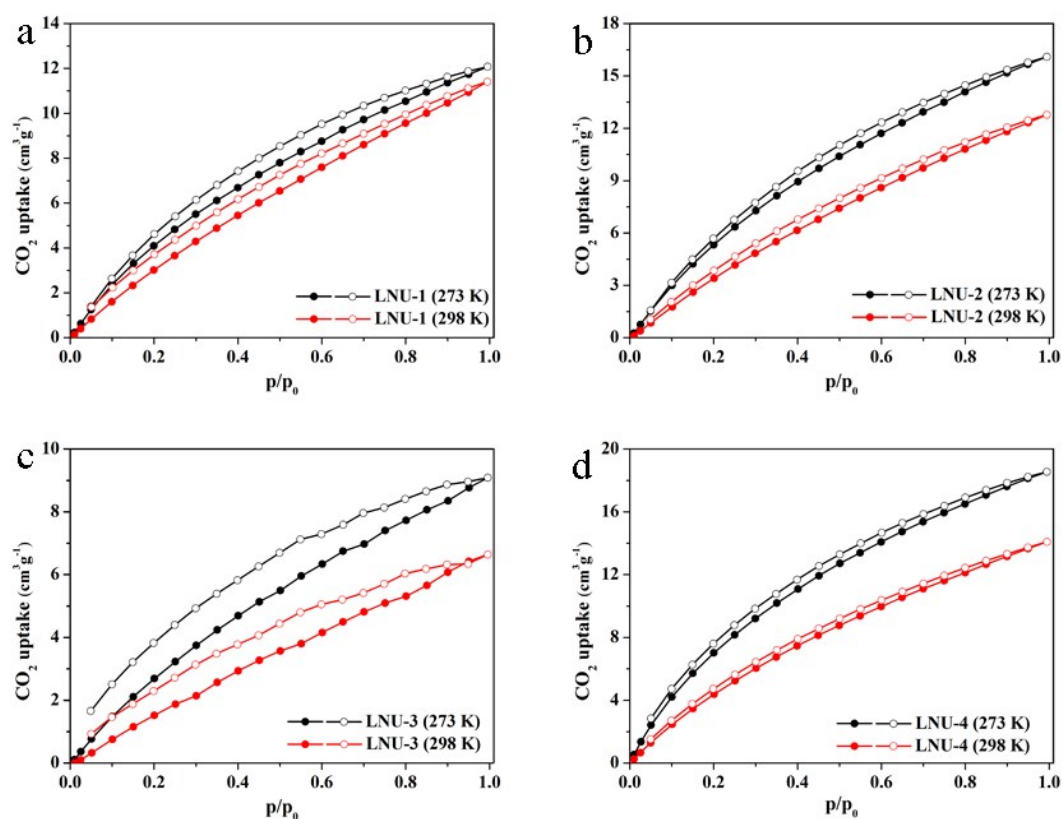 a
14
12
10
8
6
4
2
0
CO2 uptake (cm3g-1)
LNU-1 (273 K)
LNU-1 (298 K)
0.0 0.2 0.4 0.6 0.8 1.0
p/p0
b
18
15
12
9
6
3
0
CO2 uptake (cm3g-1)
LNU-2 (273 K)
LNU-2 (298 K)
0.0 0.2 0.4 0.6 0.8 1.0
p/p0
c
10
8
6
4
2
0
CO2 uptake (cm3g-1)
LNU-3 (273 K)
LNU-3 (298 K)
0.0 0.2 0.4 0.6 0.8 1.0
p/p0
d
20
16
12
8
4
0
CO2 uptake (cm3g-1)
LNU-4 (273 K)
LNU-4 (298 K)
0.0 0.2 0.4 0.6 0.8 1.0
p/p0